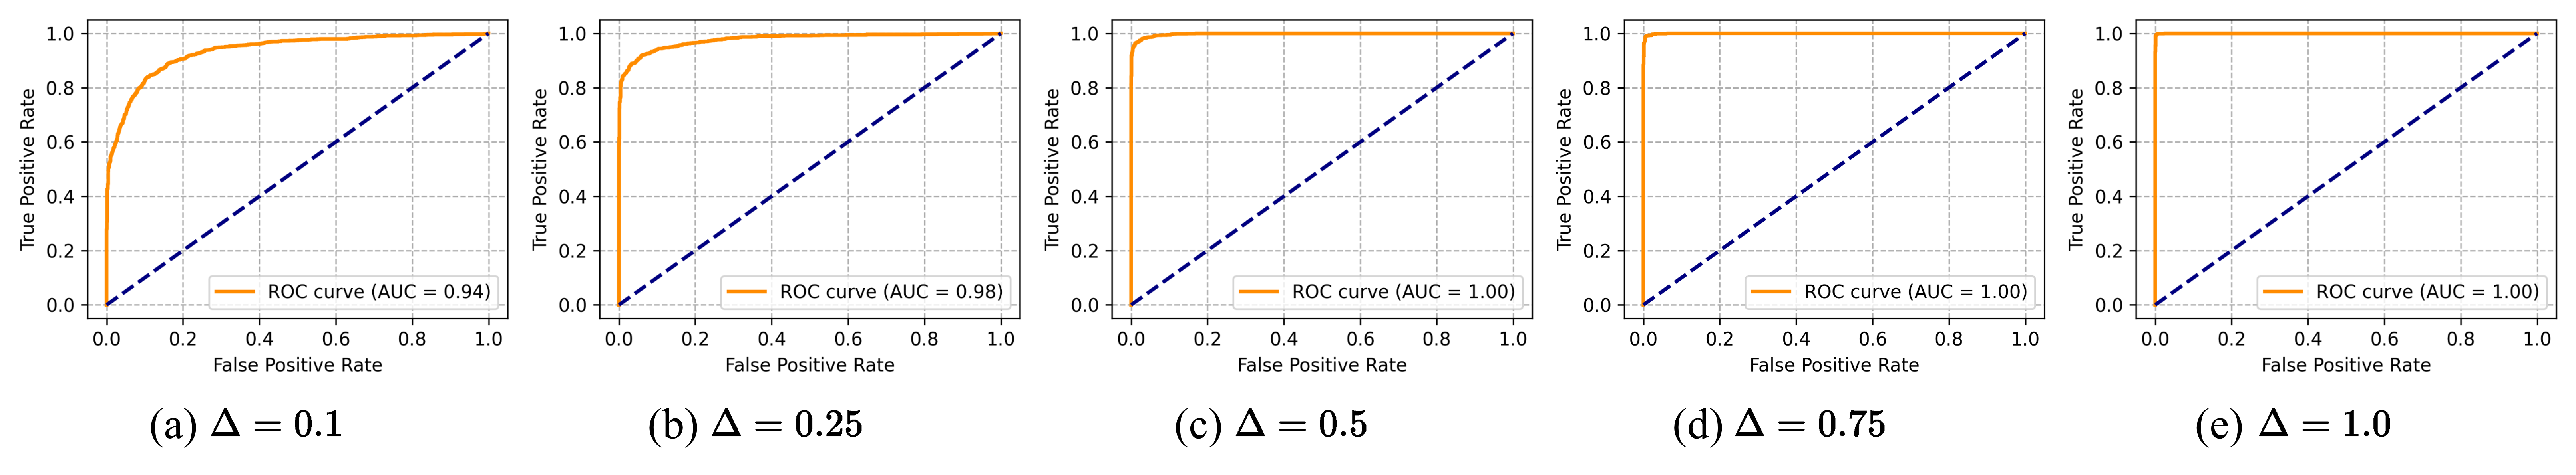 True Positive Rate
1.0
0.8
0.6
0.4
0.2
0.0
ROC curve (AUC = 0.94)
0.0 0.2 0.4 0.6 0.8 1.0
False Positive Rate
(a) Δ = 0.1
True Positive Rate
1.0
0.8
0.6
0.4
0.2
0.0
ROC curve (AUC = 0.98)
0.0 0.2 0.4 0.6 0.8 1.0
False Positive Rate
(b) Δ = 0.25
True Positive Rate
1.0
0.8
0.6
0.4
0.2
0.0
ROC curve (AUC = 1.00)
0.0 0.2 0.4 0.6 0.8 1.0
False Positive Rate
(c) Δ = 0.5
True Positive Rate
1.0
0.8
0.6
0.4
0.2
0.0
ROC curve (AUC = 1.00)
0.0 0.2 0.4 0.6 0.8 1.0
False Positive Rate
(d) Δ = 0.75
True Positive Rate
1.0
0.8
0.6
0.4
0.2
0.0
ROC curve (AUC = 1.00)
0.0 0.2 0.4 0.6 0.8 1.0
False Positive Rate
(e) Δ = 1.0